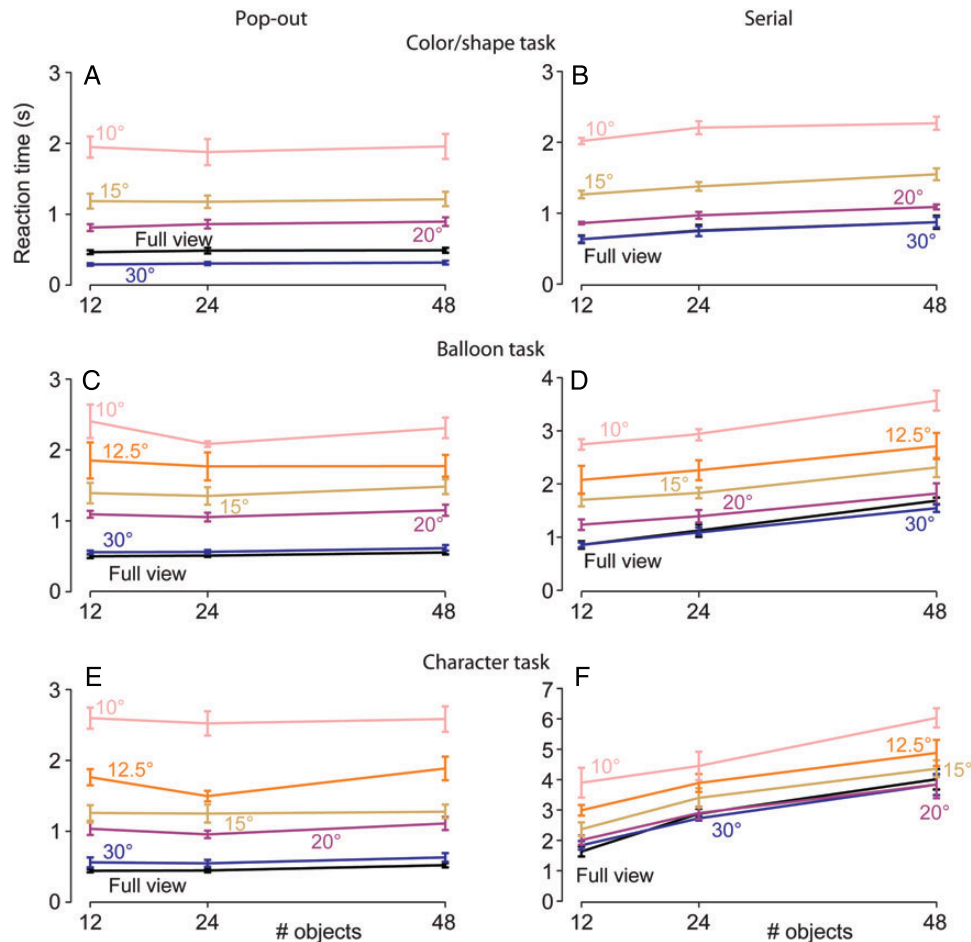 Pop-out Serial
Color/shape task
A
B
Reaction time (s)
3
2
1
0
10°
15°
Full view
20°
30°
12 24 48
3
2
1
0
10°
15°
20°
Full view
30°
12 24 48
Balloon task
C
D
3
2
1
0
10°
12.5°
15°
20°
30°
Full view
12 24 48
4
3
2
1
0
10°
12.5°
15°
20°
30°
Full view
12 24 48
Character task
E
F
3
2
1
0
10°
12.5°
15°
20°
30°
Full view
12 24 48
# objects
7
6
5
4
3
2
1
0
10°
12.5°
15°
20°
30°
Full view
12 24 48
# objects